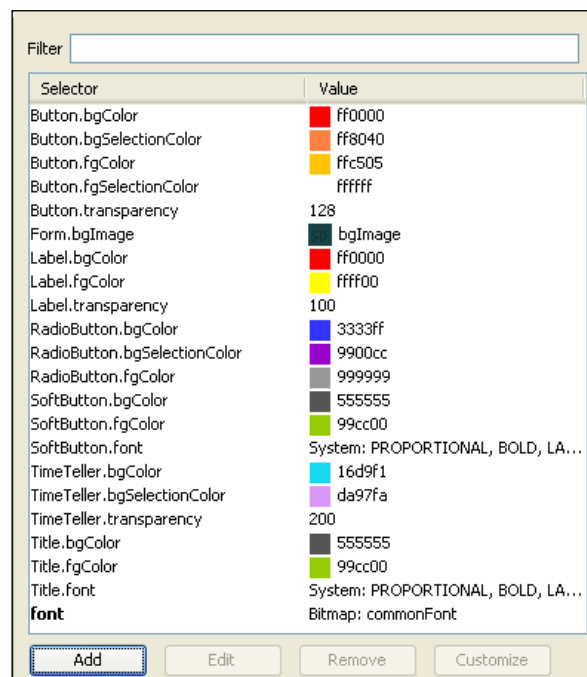 Filter
Selector Value
Button.bgColor ff0000
Button.bgSelectionColor ff8040
Button.fgColor ffc505
Button.fgSelectionColor ffffff
Button.transparency 128
Form.bgImage bgImage
Label.bgColor ff0000
Label.fgColor ffff00
Label.transparency 100
RadioButton.bgColor 3333ff
RadioButton.bgSelectionColor 9900cc
RadioButton.fgColor 999999
SoftButton.bgColor 555555
SoftButton.fgColor 99cc00
SoftButton.font System: PROPORTIONAL, BOLD, LA...
TimeTeller.bgColor 16d9f1
TimeTeller.bgSelectionColor da97fa
TimeTeller.transparency 200
Title.bgColor 555555
Title.fgColor 99cc00
Title.font System: PROPORTIONAL, BOLD, LA...
font Bitmap: commonFont
Add Edit Remove Customize